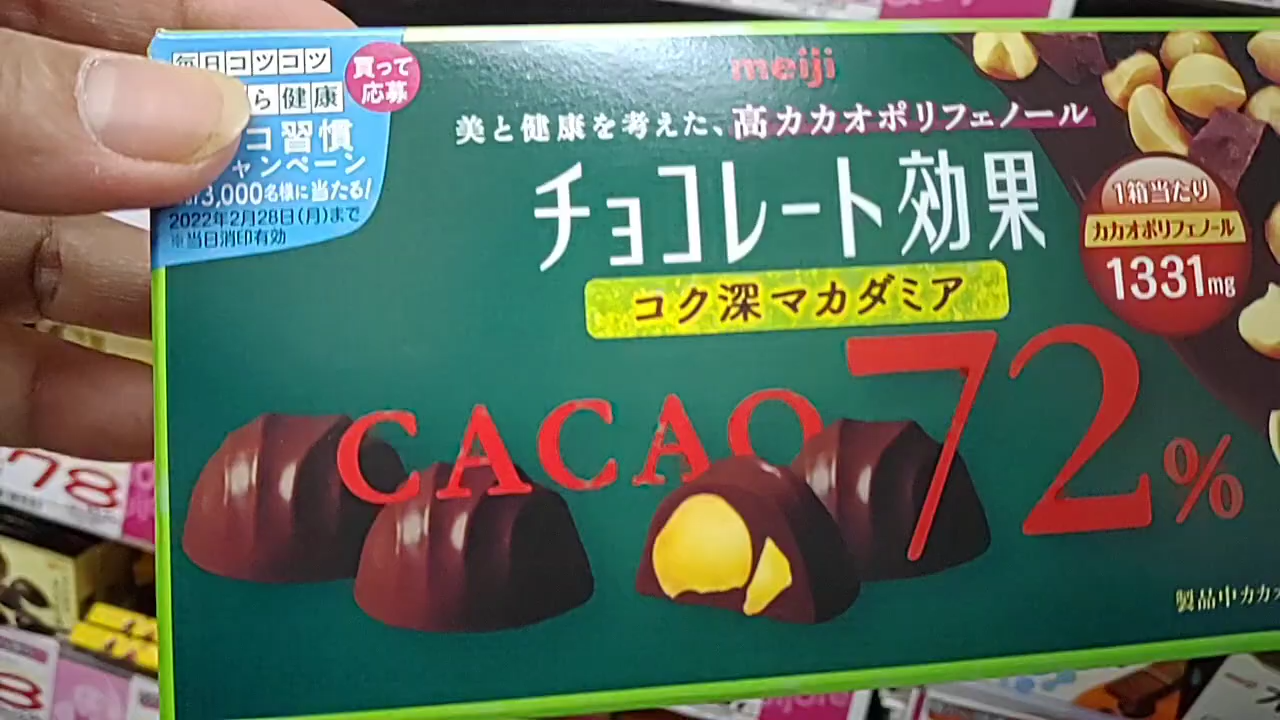 毎日コツコツ
ら健康
コ習慣
ャンペーン
3,000名様に当たる!
2022年2月28日(月)まで
※当日消印有効
買って
応募
meiji
美と健康を考えた、高カカオポリフェノール
チョコレート効果
コク深マカダミア
CACAO 72%
1箱当たり
カカオポリフェノール
1331mg
製品中カカ
78
8